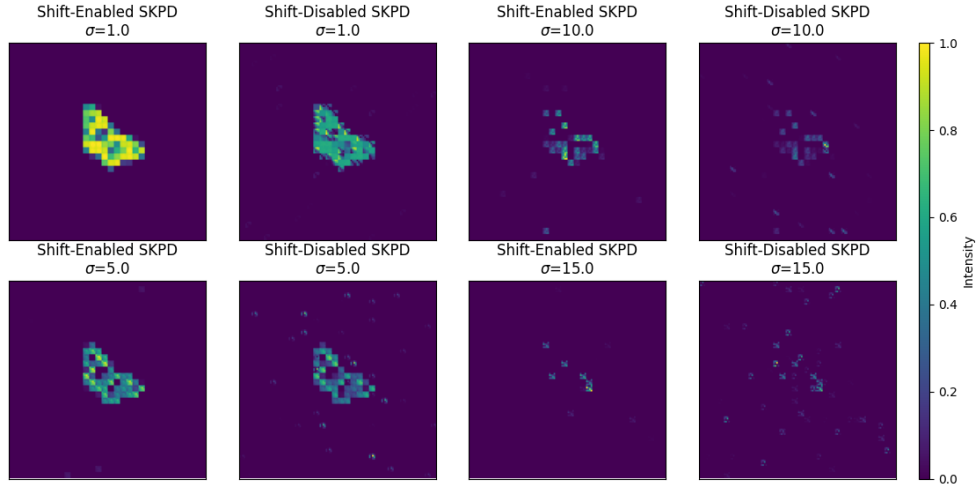 Shift-Enabled SKPD
σ=1.0
Shift-Disabled SKPD
σ=1.0
Shift-Enabled SKPD
σ=10.0
Shift-Disabled SKPD
σ=10.0
Shift-Enabled SKPD
σ=5.0
Shift-Disabled SKPD
σ=5.0
Shift-Enabled SKPD
σ=15.0
Shift-Disabled SKPD
σ=15.0
1.0
0.8
0.6
0.4
0.2
0.0
Intensity